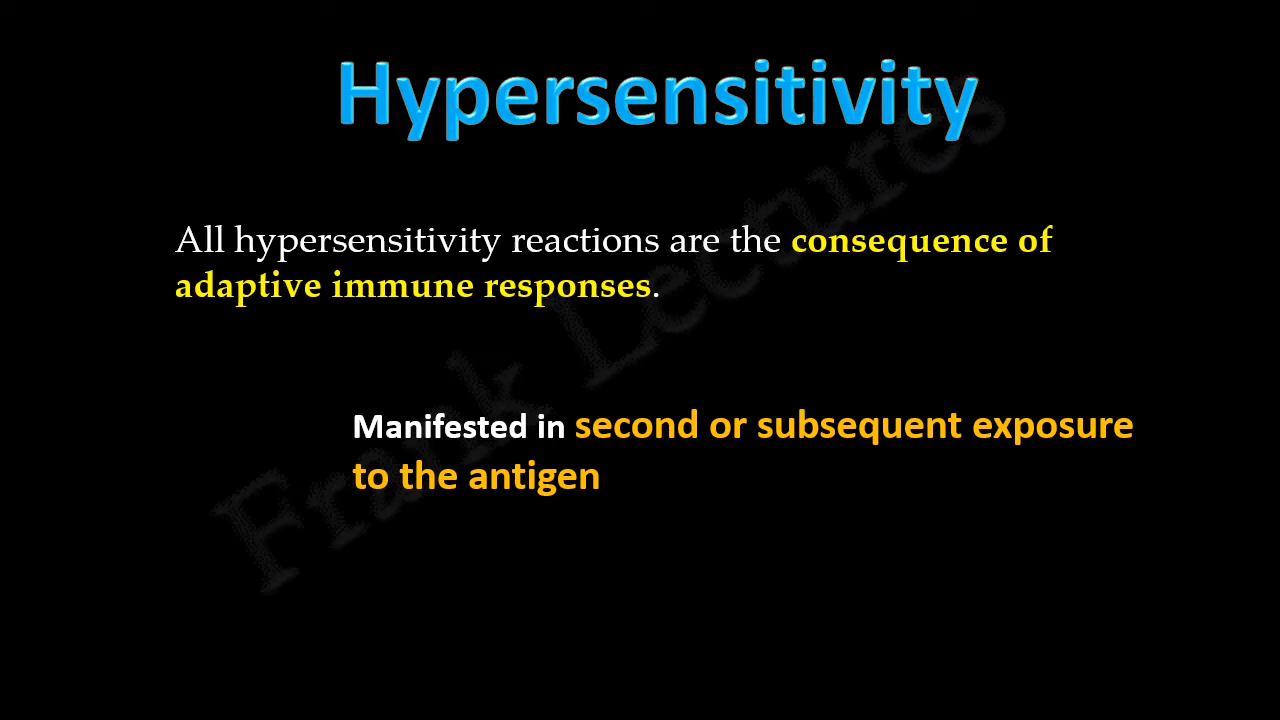 Hypersensitivity
All hypersensitivity reactions are the consequence of
adaptive immune responses.
Manifested in second or subsequent exposure
to the antigen
Frank Lectures